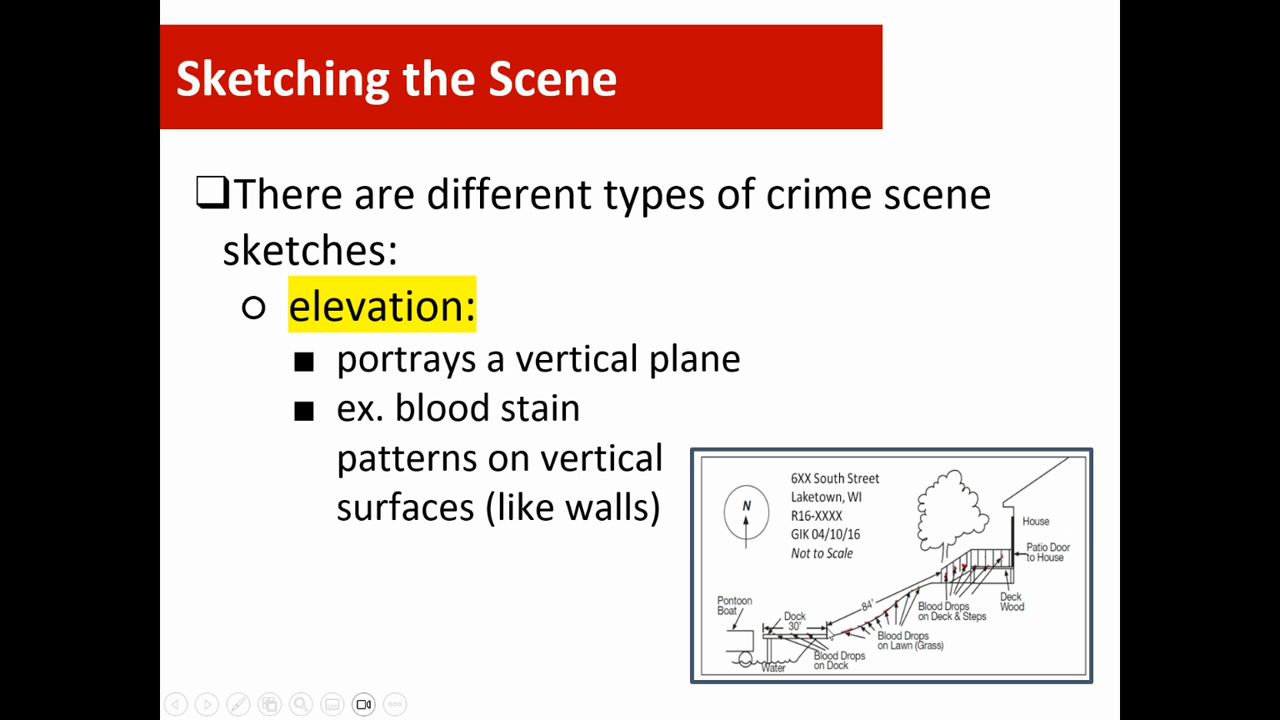 Sketching the Scene
❑There are different types of crime scene
sketches:
○ elevation:
■ portrays a vertical plane
■ ex. blood stain
patterns on vertical
surfaces (like walls)
N
6XX South Street
Laketown, WI
R16-XXXX
GIK 04/10/16
Not to Scale
House
Patio Door
to House
Deck
Wood
Blood Drops
on Deck & Steps
84'
Pontoon
Boat
Dock
30'
Blood Drops
on Lawn (Grass)
Blood Drops
on Dock
Water